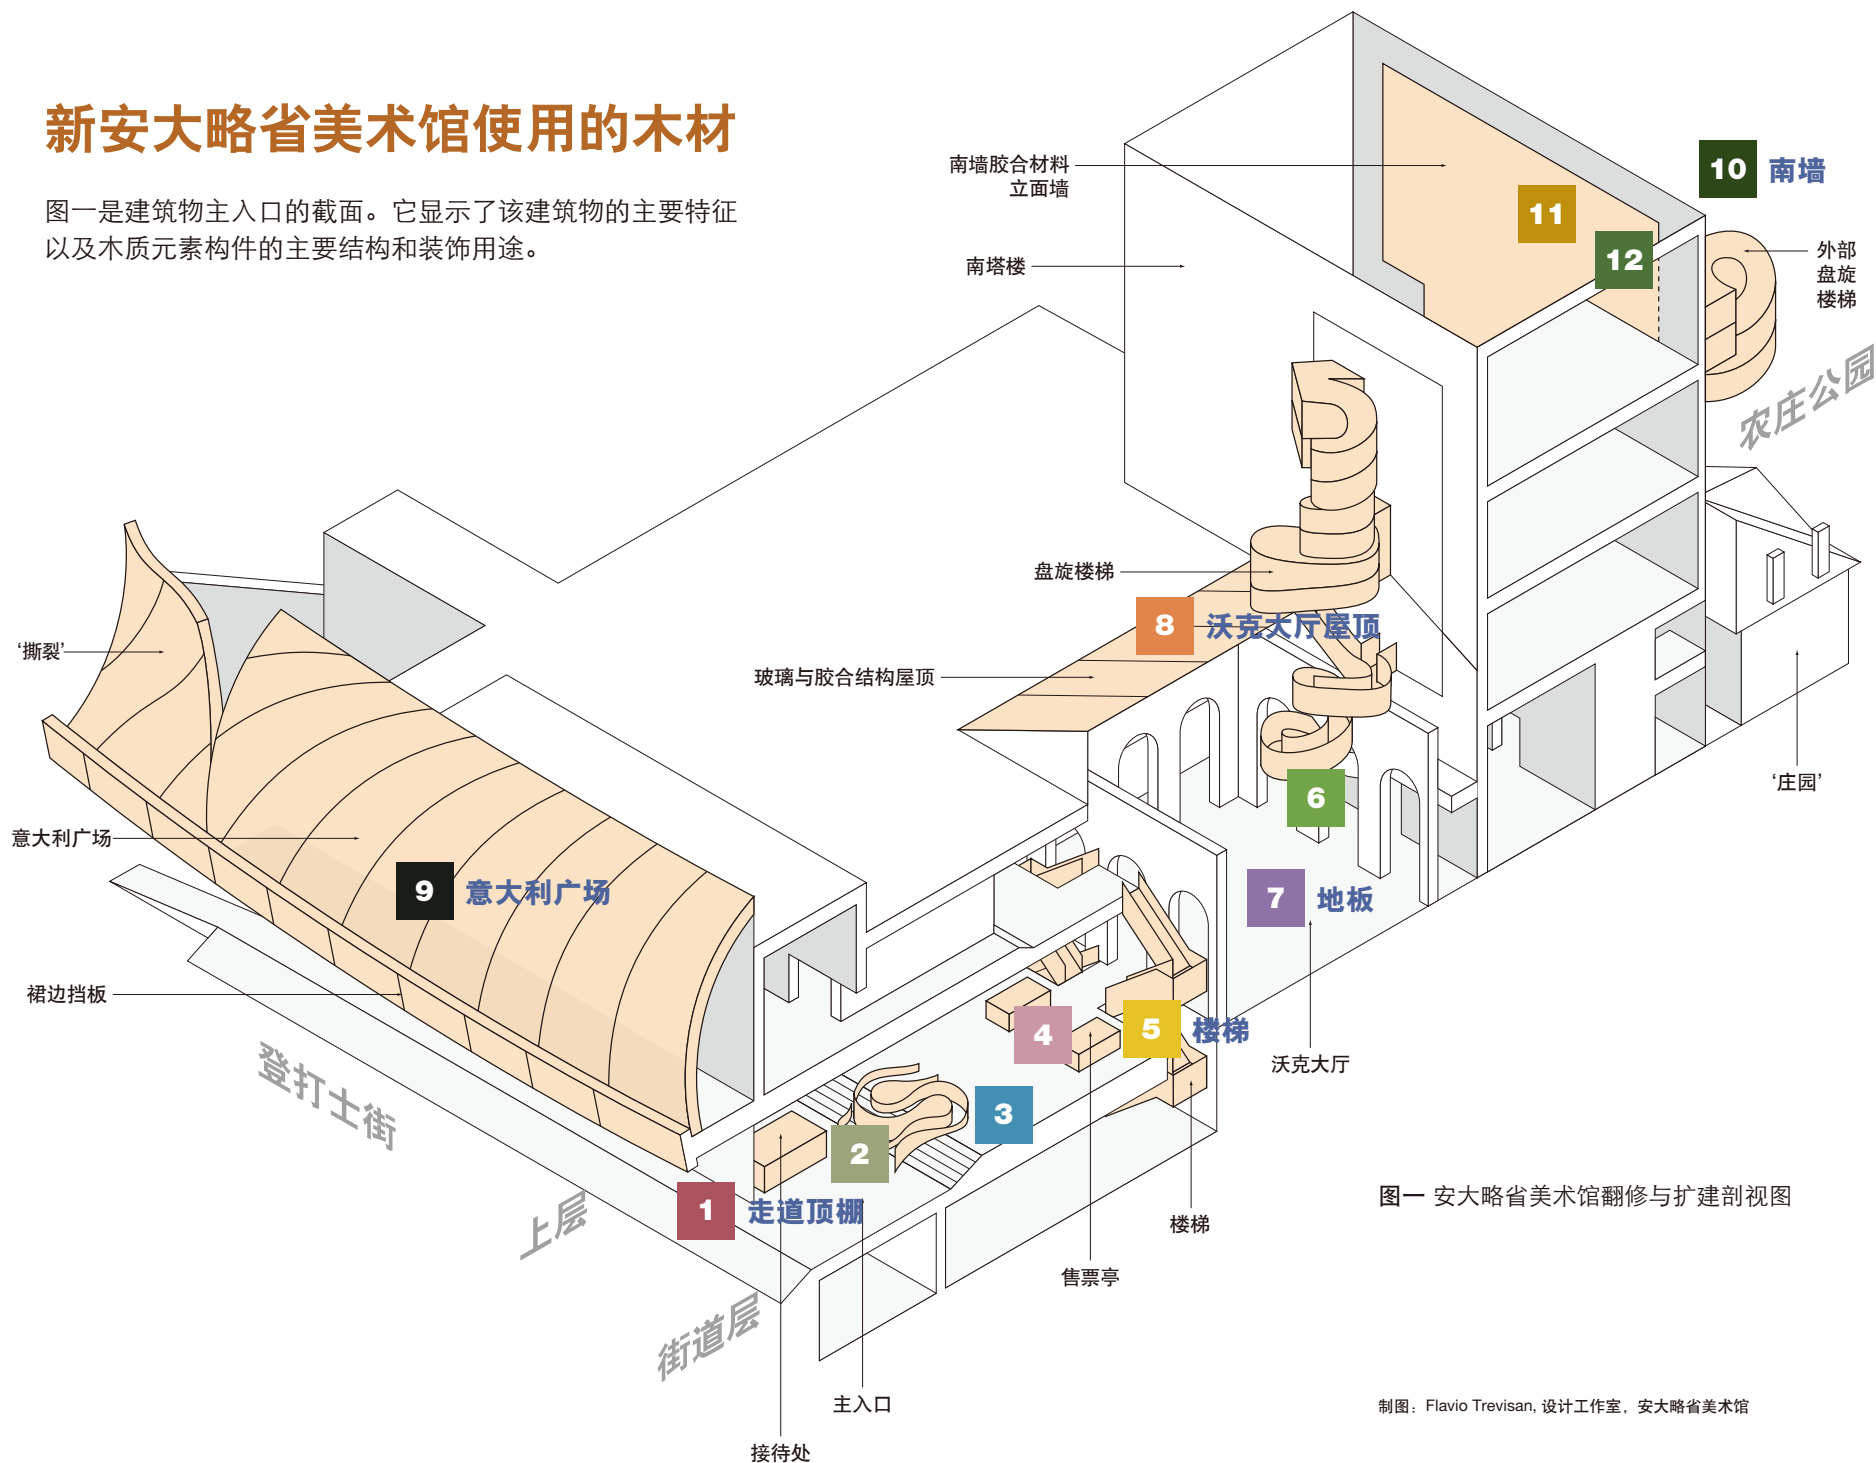 新安大略省美术馆使用的木材
图一是建筑物主入口的截面。它显示了该建筑物的主要特征
以及木质元素构件的主要结构和装饰用途。
南墙胶合材料
立面墙
10 南墙
11
12
南塔楼
外部
盘旋
楼梯
农庄公园
盘旋楼梯
8 沃克大厅屋顶
‘撕裂’
玻璃与胶合结构屋顶
‘庄园’
6
意大利广场
9 意大利广场
7 地板
裙边挡板
4
5 楼梯
沃克大厅
登打士街
3
2
1 走道顶棚
上层
图一 安大略省美术馆翻修与扩建剖视图
楼梯
售票亭
街道层
主入口
制图：Flavio Trevisan, 设计工作室，安大略省美术馆
接待处